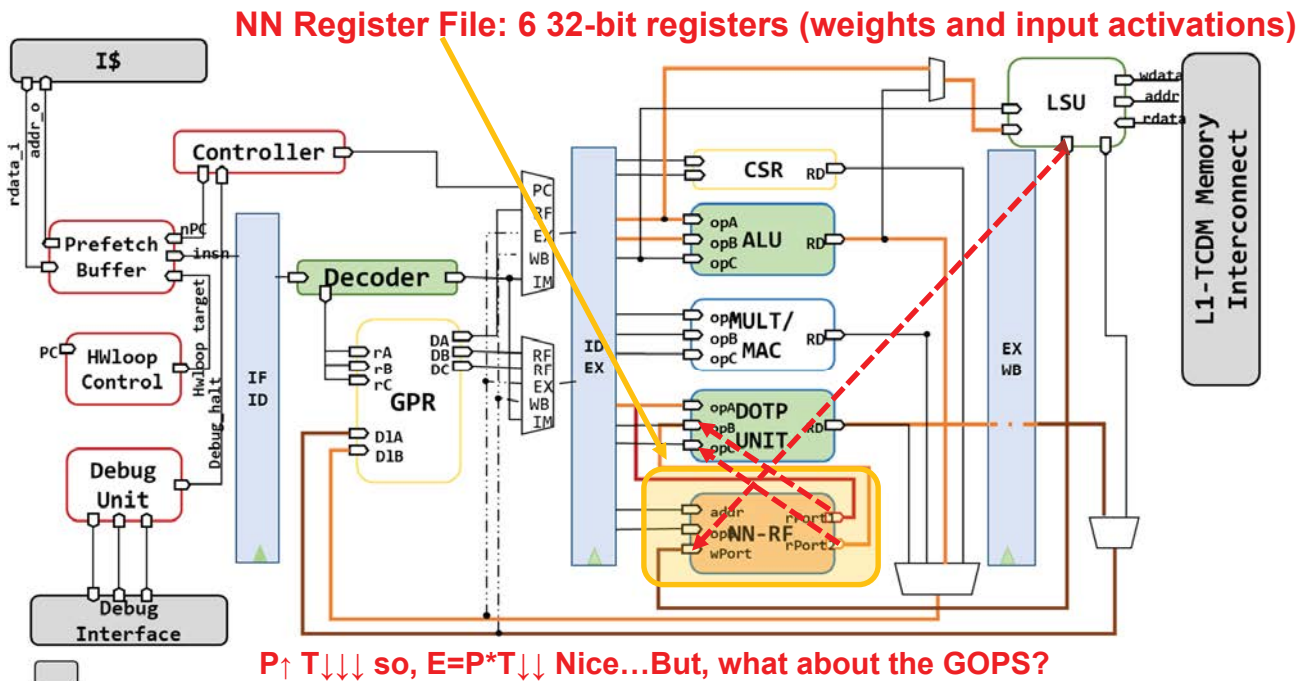 NN Register File: 6 32-bit registers (weights and input activations)
I$
rdata_i
addr_o
Controller
nPC
Prefetch
Buffer
insn
Hwloop target
Debug_halt
PC
HWloop
Control
Debug
Unit
Debug
Interface
IF
ID
Decoder
rA
rB
rC
GPR
DA
DB
DC
D1A
D1B
PC
RF
EX
WB
IM
RF
RF
EX
WB
IM
ID
EX
CSR
RD
opA
opB
opC
ALU
RD
opA
opB
opC
MULT/
MAC
RD
opA
opB
opC
DOTP
UNIT
RD
addr
opB
wPort
NN-RF
rPort1
rPort2
EX
WB
LSU
wdata
addr
rdata
L1-TCDM Memory
Interconnect
P↑ T↓↓↓ so, E=P*T↓↓ Nice…But, what about the GOPS?